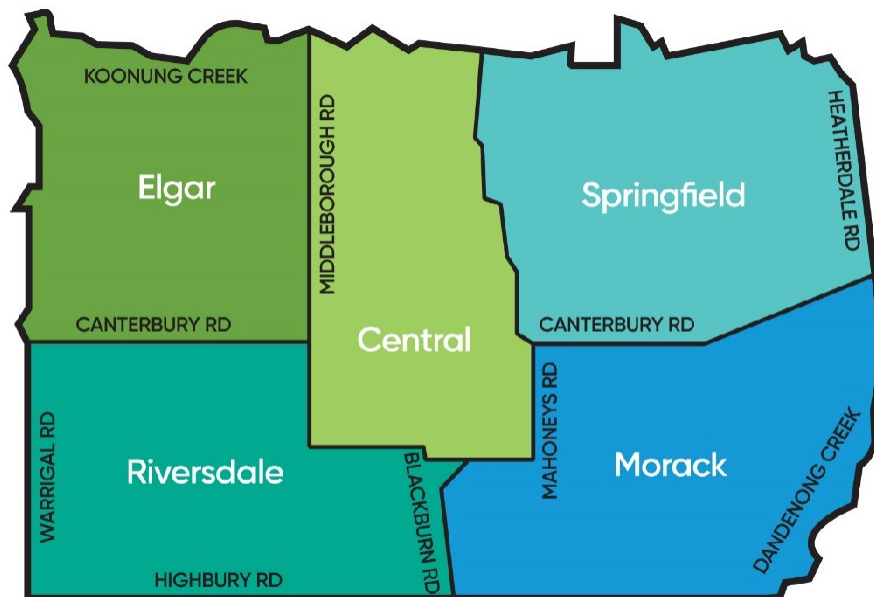 KOONUNG CREEK
MIDDLEBOROUGH RD
HEATHERDALE RD
Elgar
Springfield
CANTERBURY RD
Central
CANTERBURY RD
WARRIGAL RD
Riversdale
BLACKBURN RD
MAHONEYS RD
Morack
DANDENONG CREEK
HIGHBURY RD